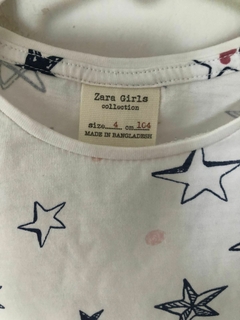 Zara Girls
collection
size 4 cm 104
MADE IN BANGLADESH